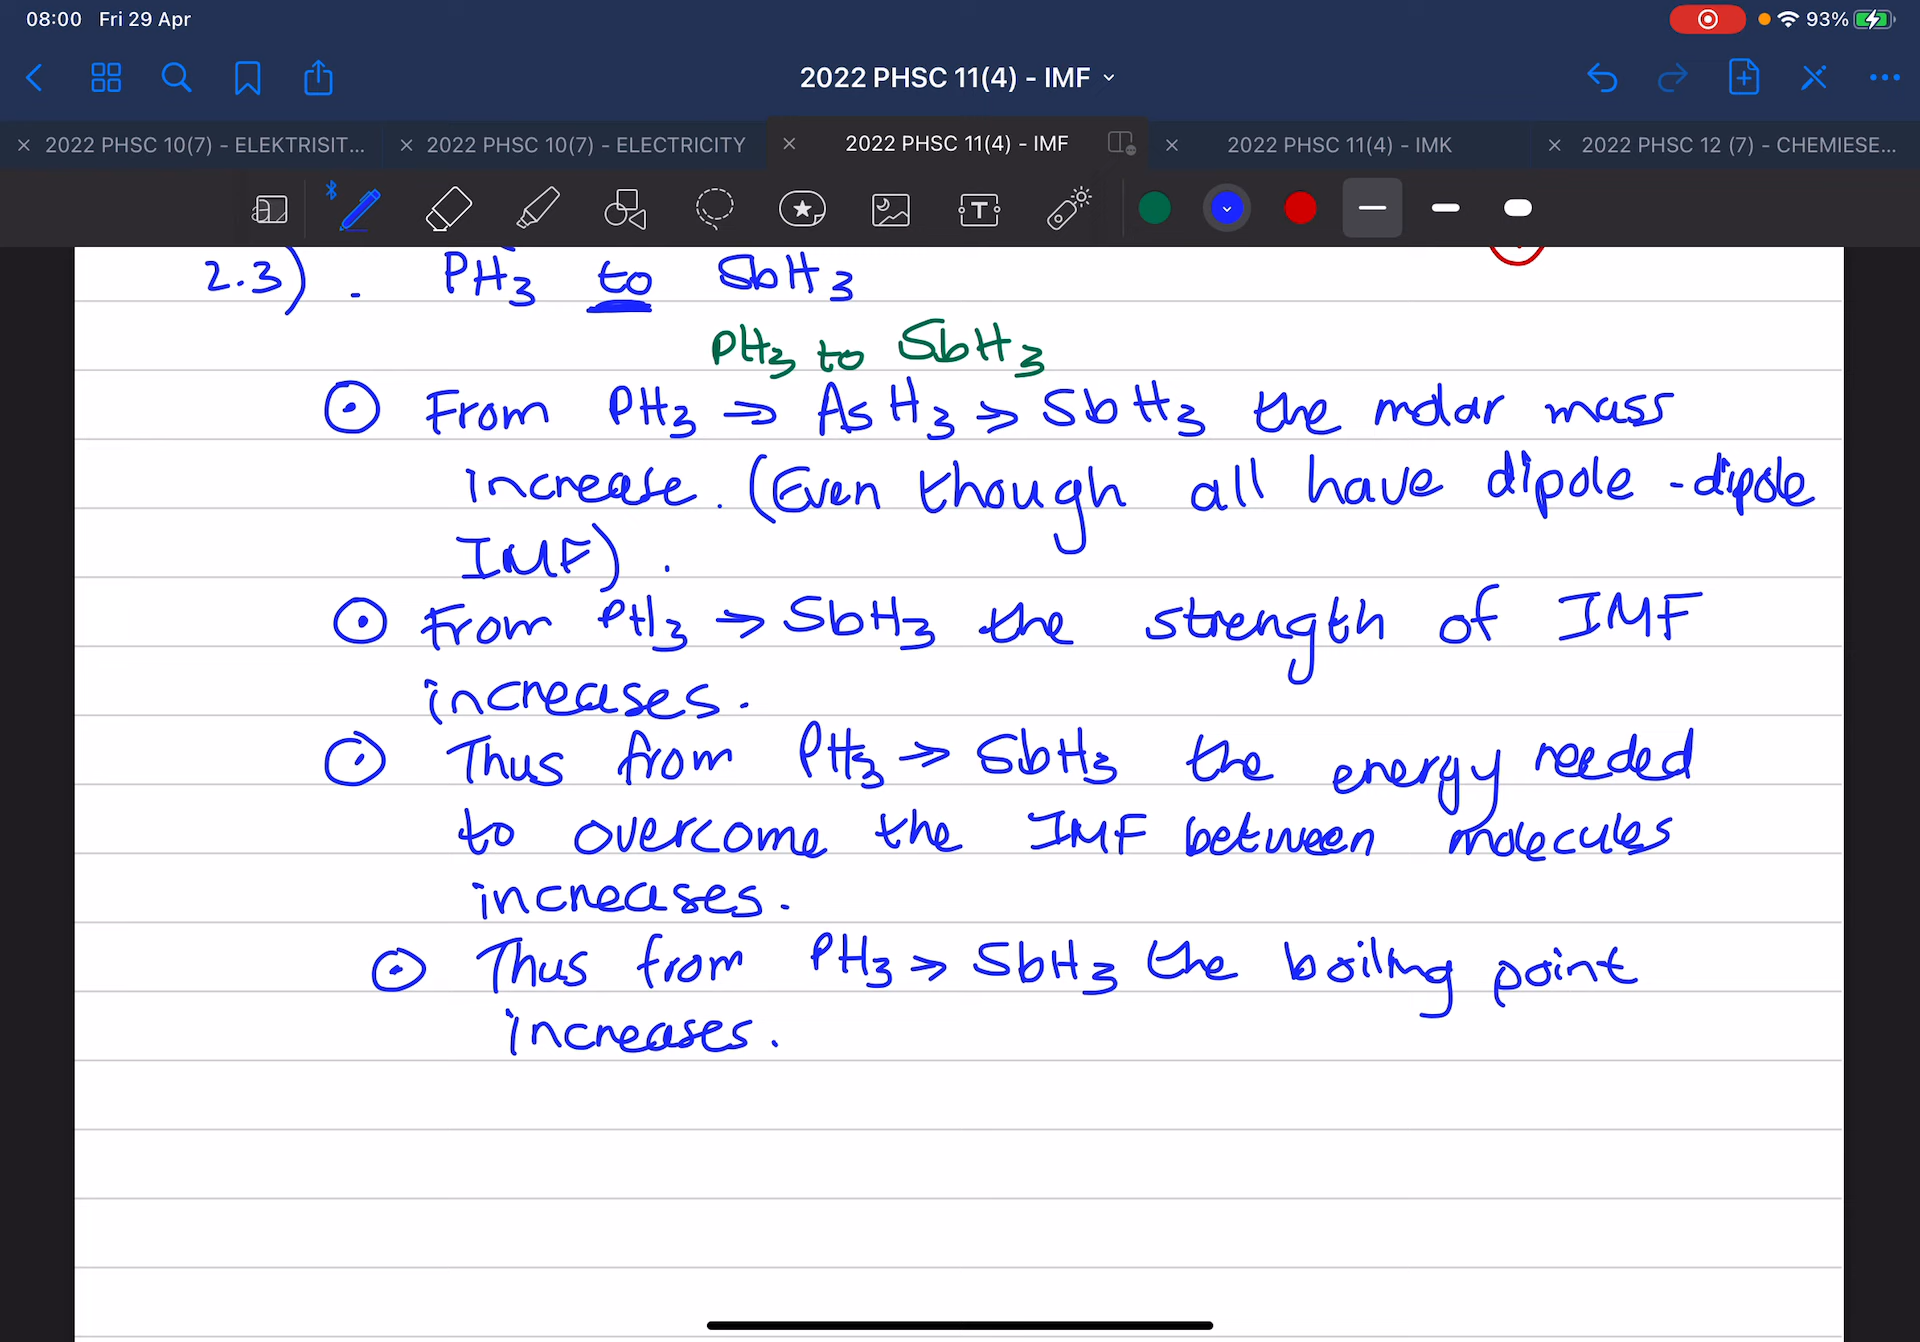 08:00 Fri 29 Apr
93%
2022 PHSC 11(4) - IMF
2022 PHSC 10(7) - ELEKTRISIT... 2022 PHSC 10(7) - ELECTRICITY 2022 PHSC 11(4) - IMF 2022 PHSC 11(4) - IMK 2022 PHSC 12 (7) - CHEMIESE...
2.3) . PH3 to SbH3
PH3 to SbH3
⊙ From PH3 → AsH3 > SbH3 the molar mass
increase. (Even though all have dipole - dipole
IMF) .
⊙ From PH3 → SbH3 the strength of IMF
increases.
⊙ Thus from PH3 → SbH3 the energy needed
to overcome the IMF between molecules
increases.
⊙ Thus from PH3 → SbH3 the boiling point
increases.